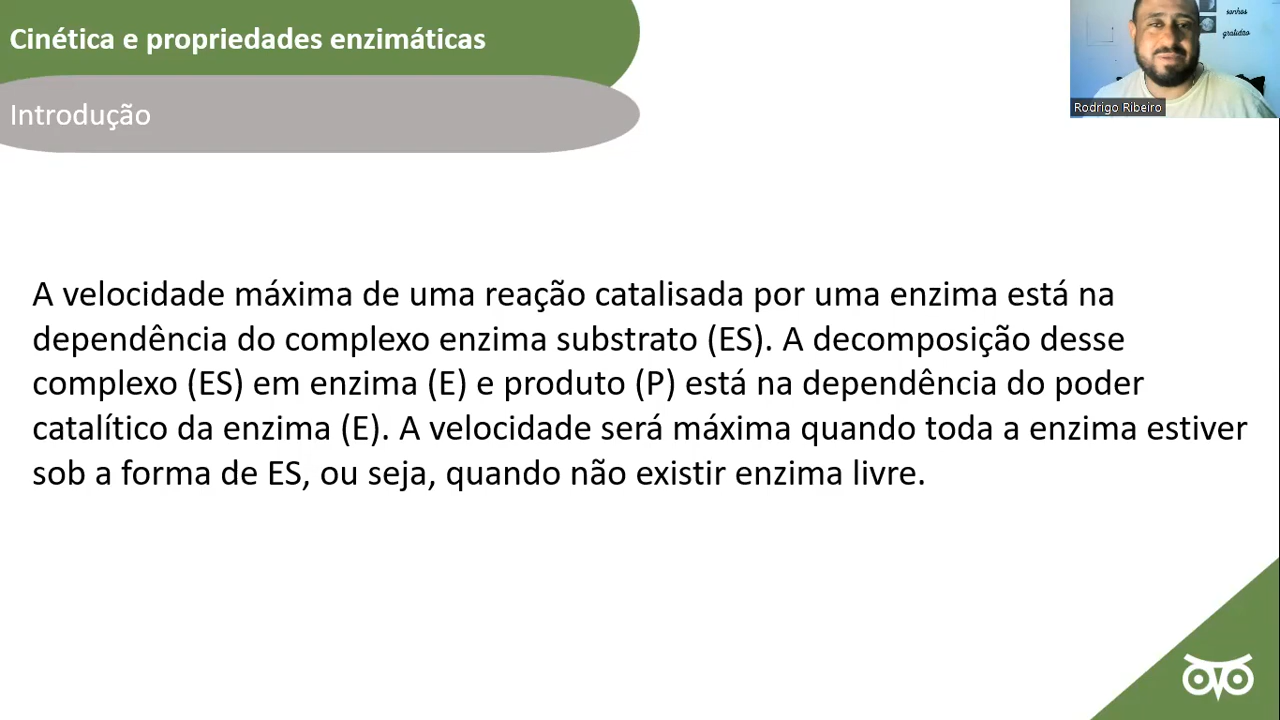 Cinética e propriedades enzimáticas
Introdução
sonhos
gratidão
Rodrigo Ribeiro
A velocidade máxima de uma reação catalisada por uma enzima está na
dependência do complexo enzima substrato (ES). A decomposição desse
complexo (ES) em enzima (E) e produto (P) está na dependência do poder
catalítico da enzima (E). A velocidade será máxima quando toda a enzima estiver
sob a forma de ES, ou seja, quando não existir enzima livre.